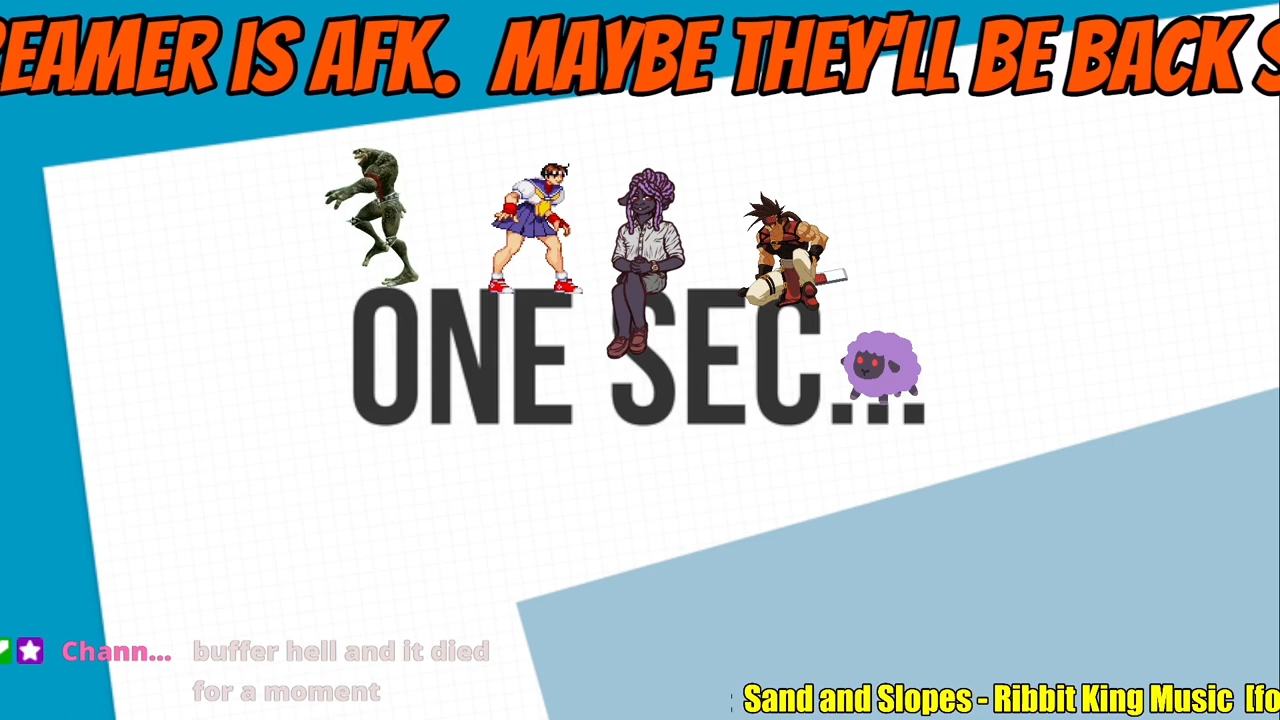 EAMER IS AFK. MAYBE THEY'LL BE BACK S
ONE SEC...
Chann... buffer hell and it died
for a moment
Sand and Slopes - Ribbit King Music [fo